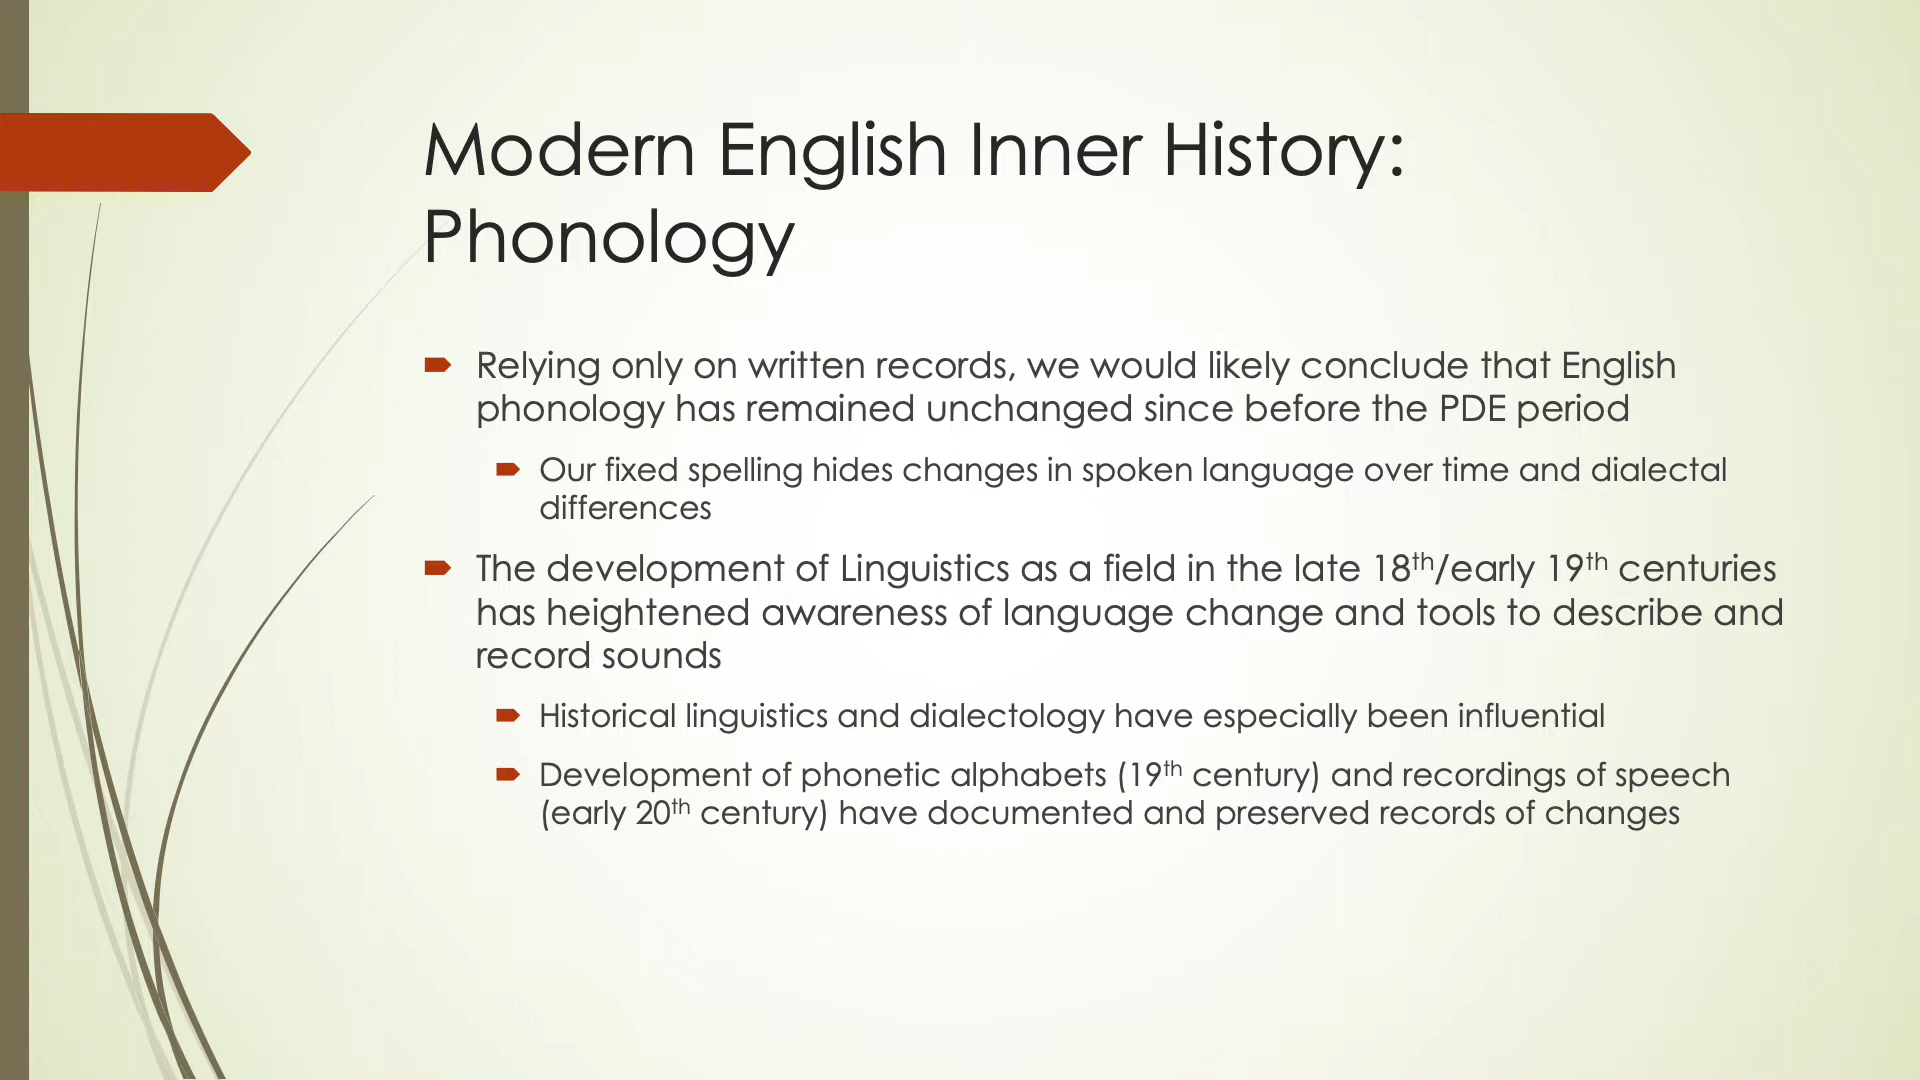 Modern English Inner History:
Phonology
Relying only on written records, we would likely conclude that English
phonology has remained unchanged since before the PDE period
Our fixed spelling hides changes in spoken language over time and dialectal
differences
The development of Linguistics as a field in the late 18th/early 19th centuries
has heightened awareness of language change and tools to describe and
record sounds
Historical linguistics and dialectology have especially been influential
Development of phonetic alphabets (19th century) and recordings of speech
(early 20th century) have documented and preserved records of changes